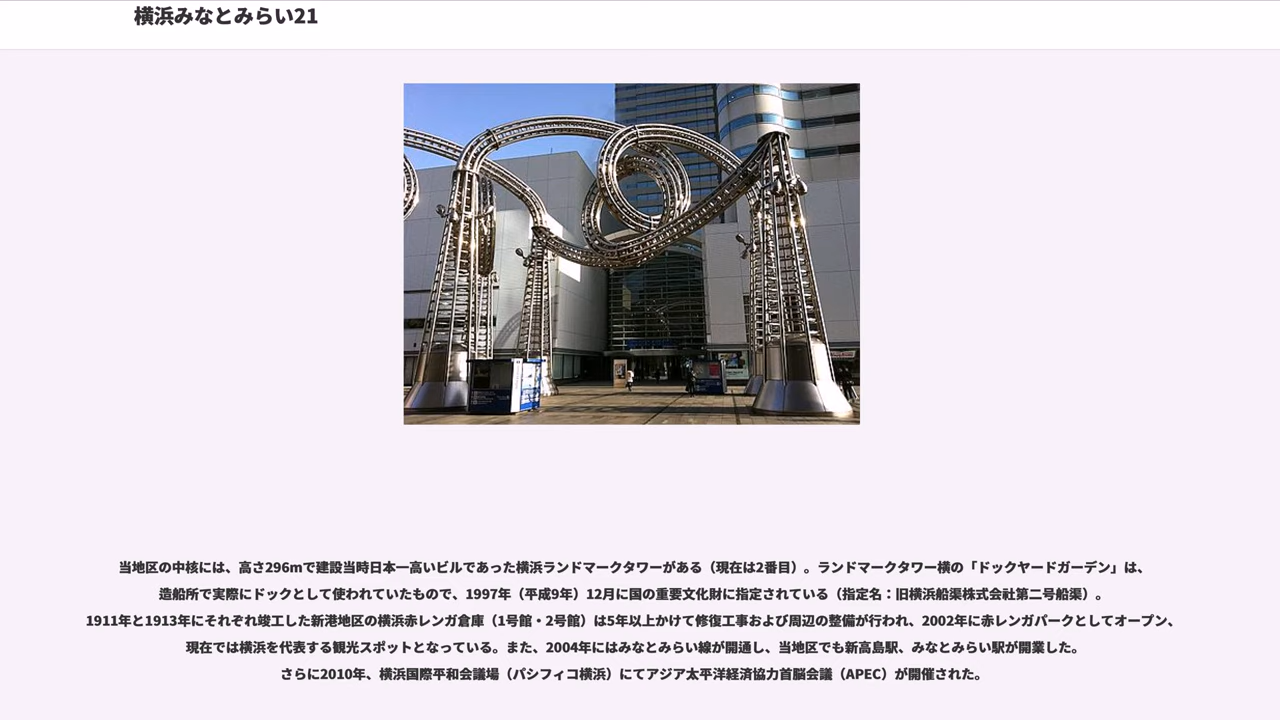 横浜みなとみらい21
当地区の中核には、高さ296mで建設当時日本一高いビルであった横浜ランドマークタワーがある（現在は2番目）。ランドマークタワー横の「ドックヤードガーデン」は、
造船所で実際にドックとして使われていたもので、1997年（平成9年）12月に国の重要文化財に指定されている（指定名：旧横浜船渠株式会社第二号船渠）。
1911年と1913年にそれぞれ竣工した新港地区の横浜赤レンガ倉庫（1号館・2号館）は5年以上かけて修復工事および周辺の整備が行われ、2002年に赤レンガパークとしてオープン、
現在では横浜を代表する観光スポットとなっている。また、2004年にはみなとみらい線が開通し、当地区でも新高島駅、みなとみらい駅が開業した。
さらに2010年、横浜国際平和会議場（パシフィコ横浜）にてアジア太平洋経済協力首脳会議（APEC）が開催された。